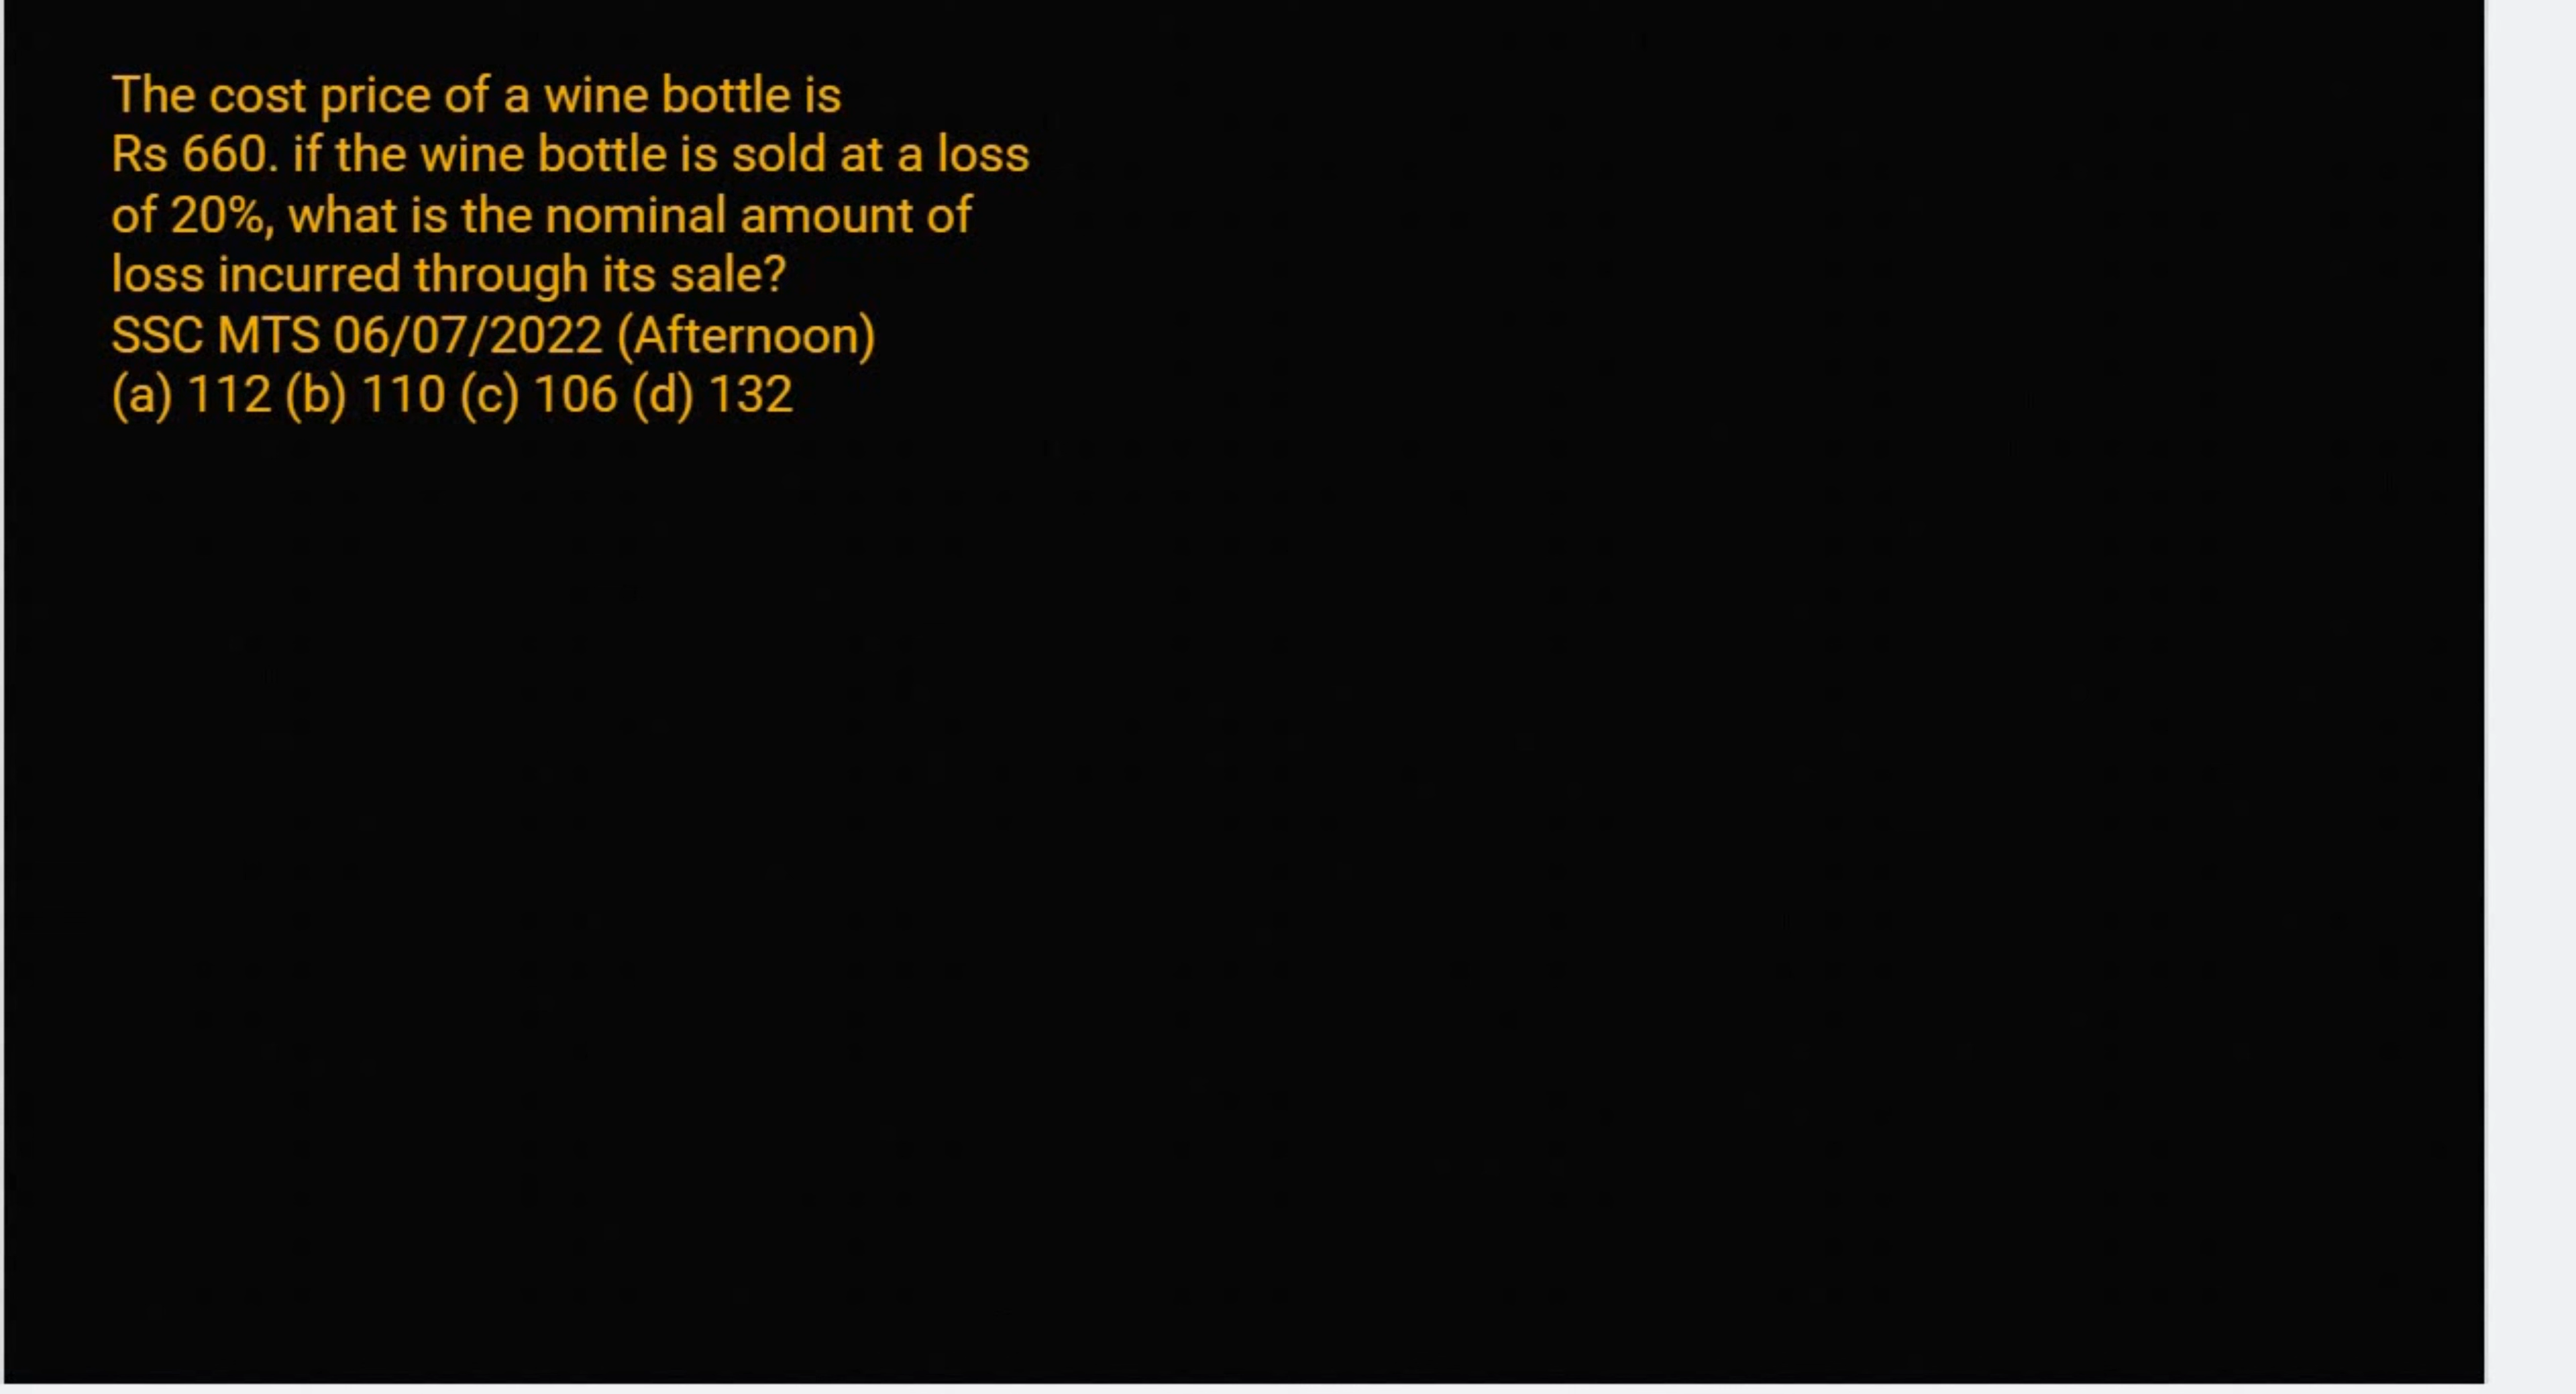 The cost price of a wine bottle is
Rs 660. if the wine bottle is sold at a loss
of 20%, what is the nominal amount of
loss incurred through its sale?
SSC MTS 06/07/2022 (Afternoon)
(a) 112 (b) 110 (c) 106 (d) 132